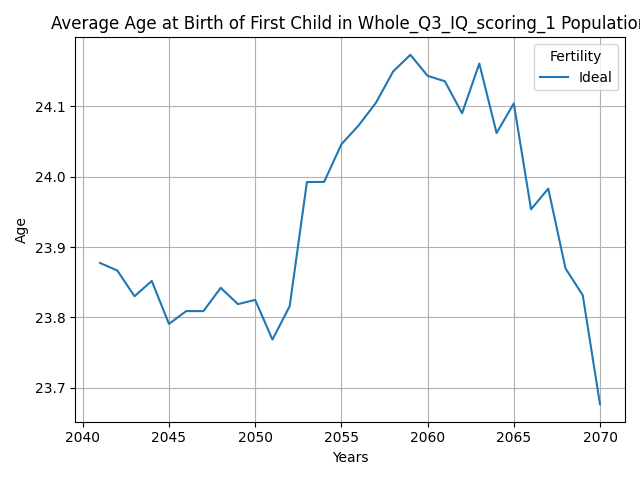 Average Age at Birth of First Child in Whole_Q3_IQ_scoring_1 Population
Fertility
Ideal
24.1
24.0
23.9
23.8
23.7
Age
2040 2045 2050 2055 2060 2065 2070
Years